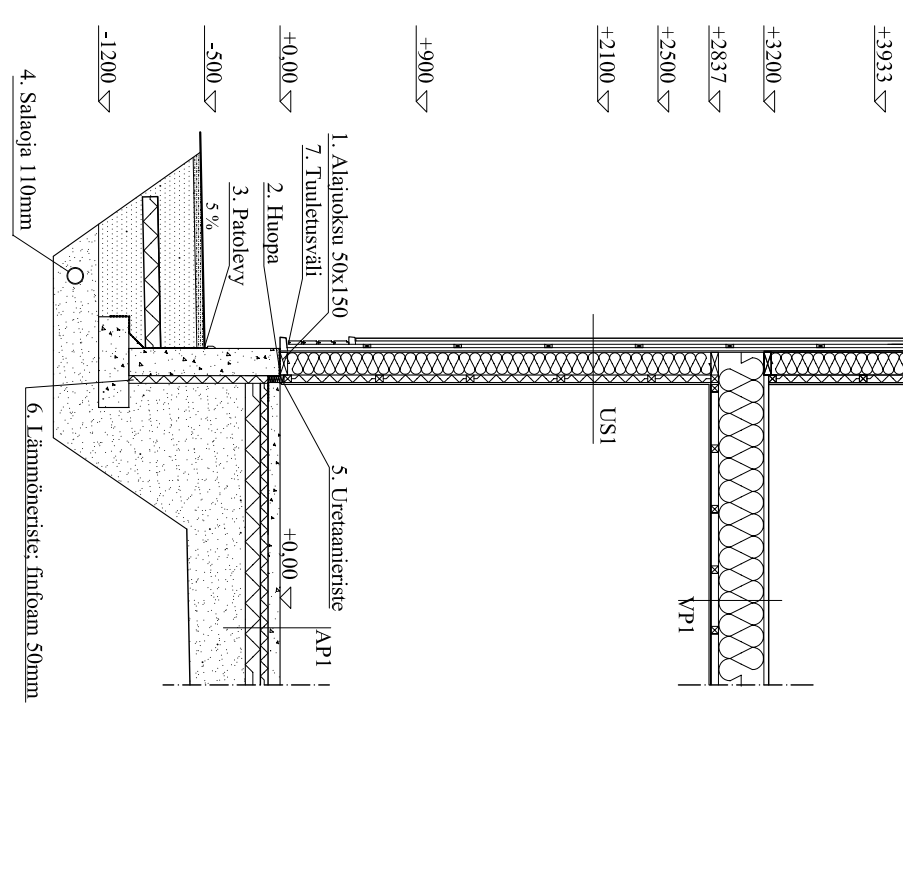 +3933
+3200
+2837
+2500
+2100
+900
+0,00
-500
-1200
1. Alajuoksu 50x150
7. Tuuletusväli
2. Huopa
3. Patolevy
5 %
4. Salaoja 110mm
US1
5. Uretaanieriste
+0,00
6. Lämmöneriste; finfoam 50mm
VP1
AP1